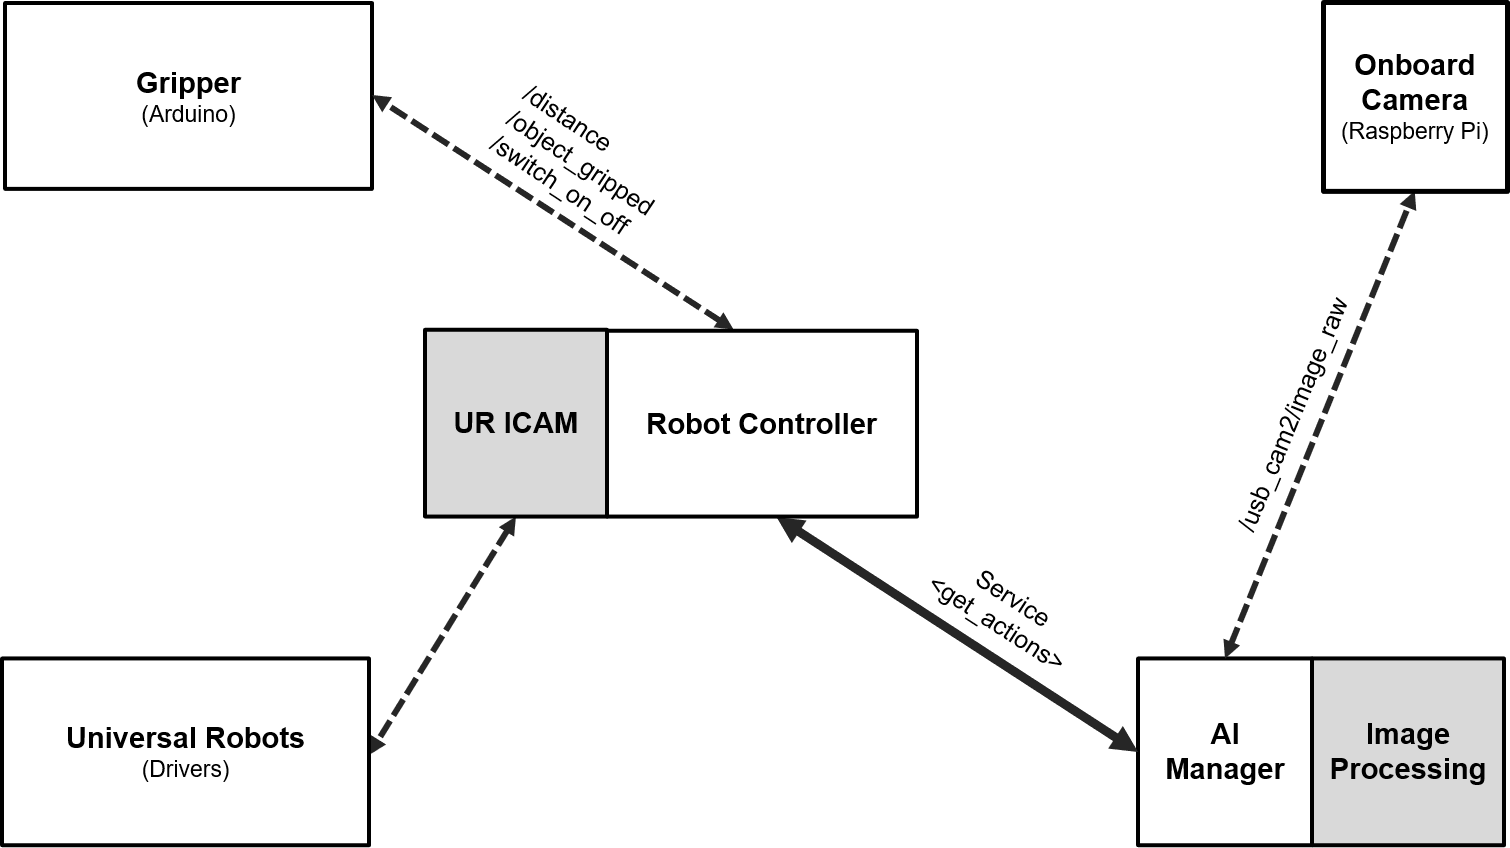 Gripper
(Arduino)
/distance
/object_gripped
/switch_on_off
Onboard
Camera
(Raspberry Pi)
/usb_cam2/image_raw
UR ICAM
Robot Controller
Service
<get_actions>
Universal Robots
(Drivers)
AI
Manager
Image
Processing